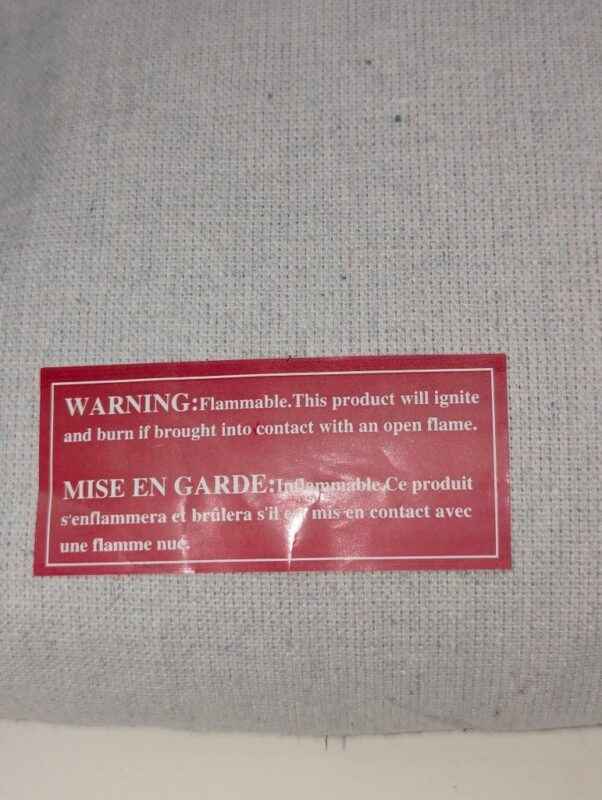 WARNING:Flammable.This product will ignite
and burn if brought into contact with an open flame.
MISE EN GARDE:Inflammable.Ce produit
s'enflammera et brûlera s'il est mis en contact avec
une flamme nue.